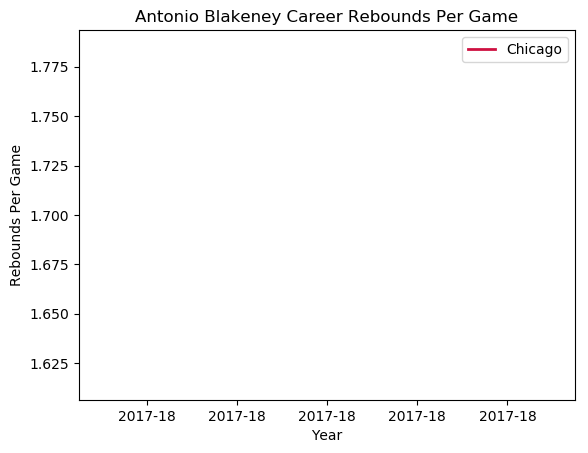 Antonio Blakeney Career Rebounds Per Game
Chicago
1.775
1.750
1.725
1.700
1.675
1.650
1.625
Rebounds Per Game
2017-18 2017-18 2017-18 2017-18 2017-18
Year